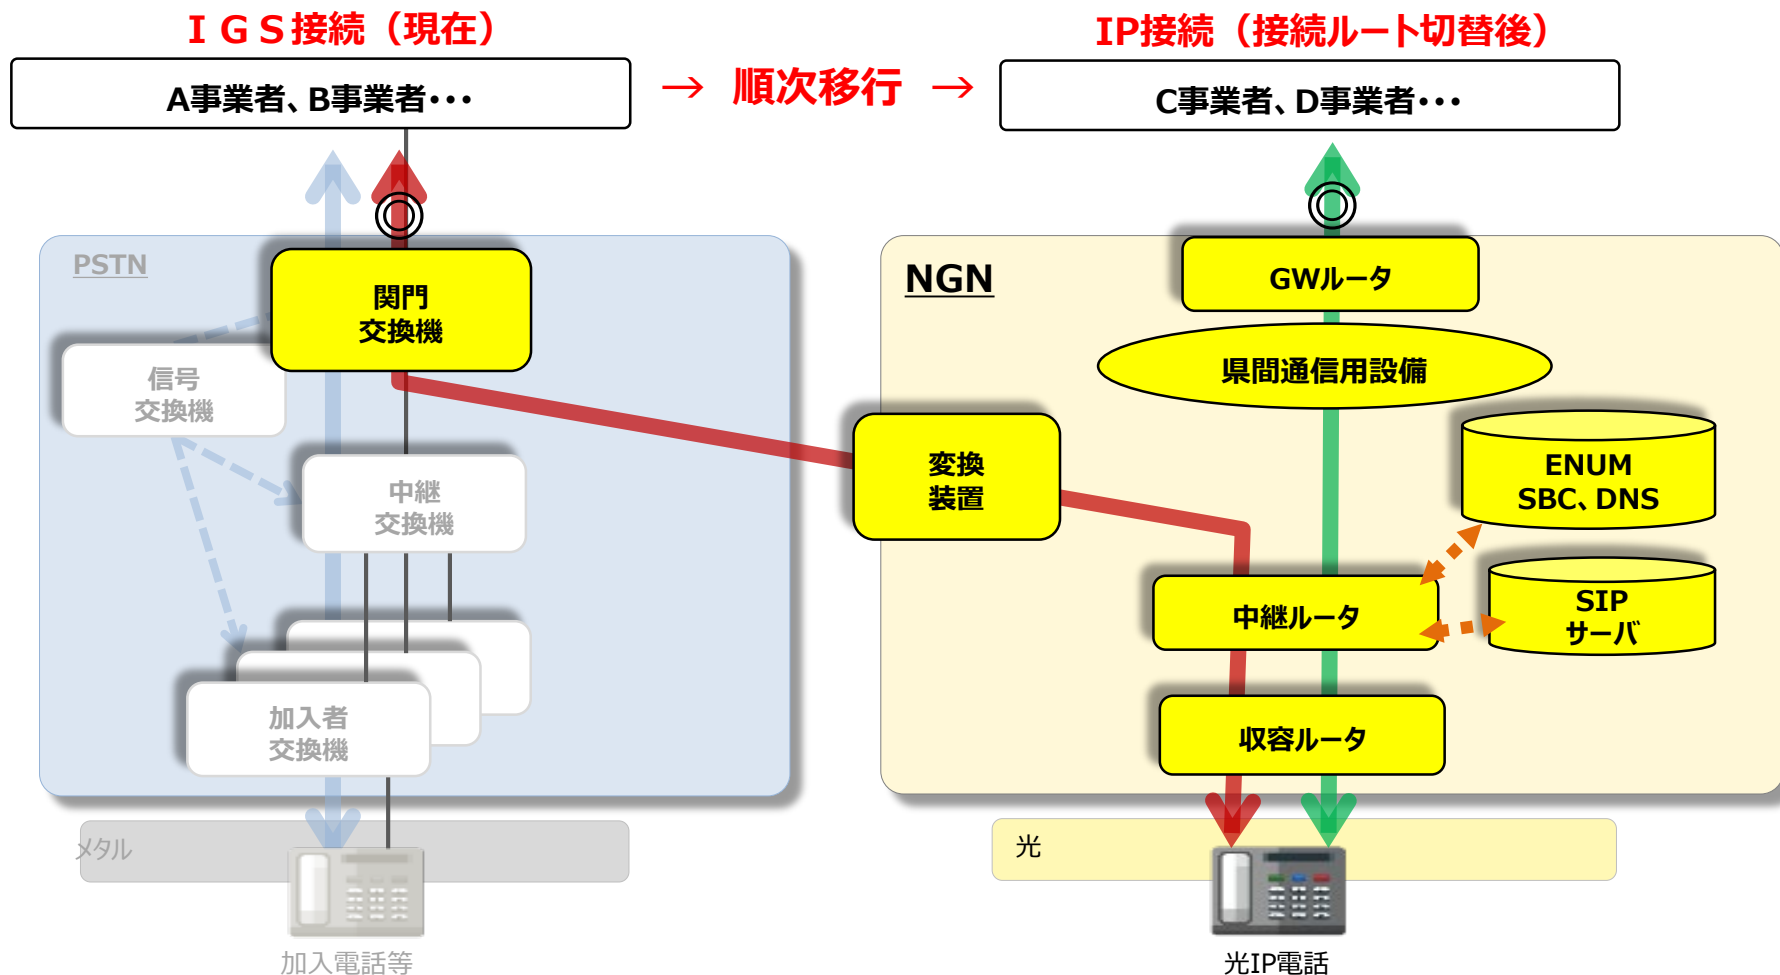 ＩＧＳ接続（現在）
IP接続（接続ルート切替後）
A事業者、B事業者・・・
→ 順次移行 →
C事業者、D事業者・・・
PSTN
関門
交換機
信号
交換機
中継
交換機
加入者
交換機
メタル
加入電話等
NGN
GWルータ
県間通信用設備
変換
装置
ENUM
SBC、DNS
中継ルータ
SIP
サーバ
収容ルータ
光
光IP電話